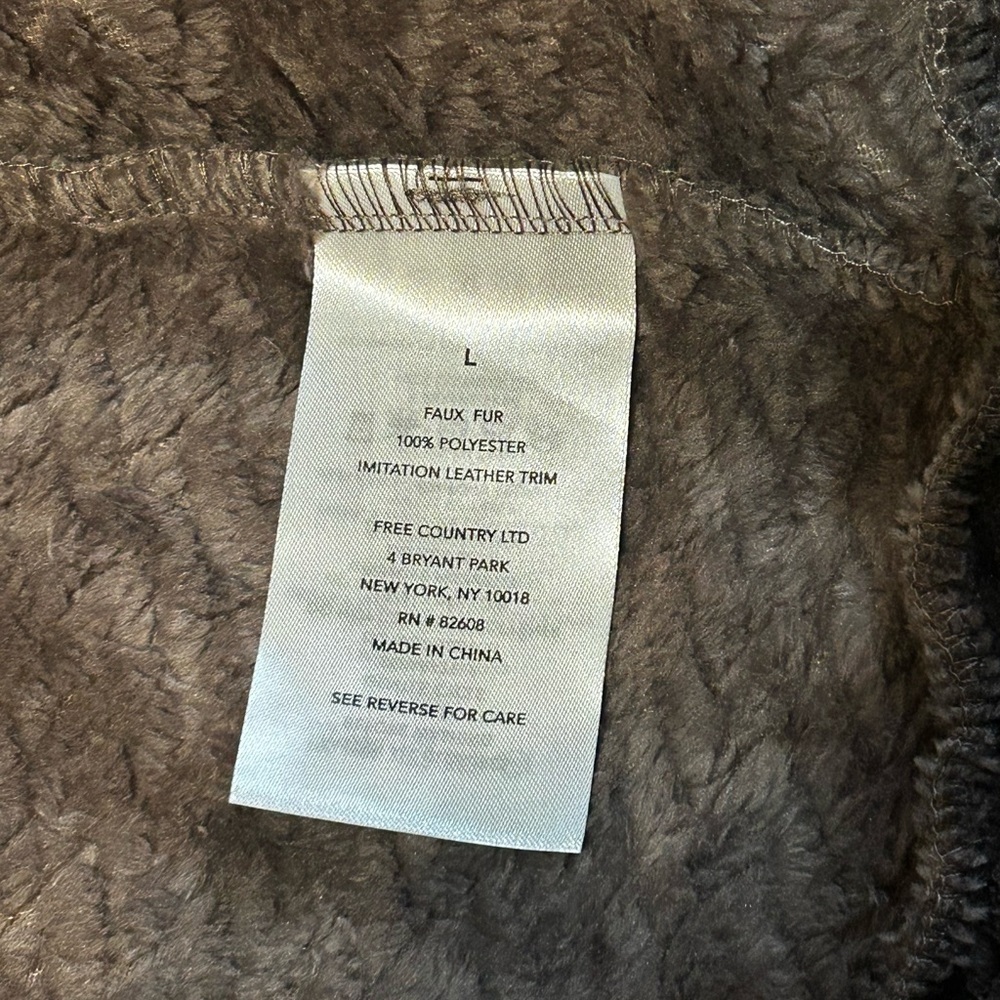 L
FAUX FUR
100% POLYESTER
IMITATION LEATHER TRIM
FREE COUNTRY LTD
4 BRYANT PARK
NEW YORK, NY 10018
RN # 82608
MADE IN CHINA
SEE REVERSE FOR CARE